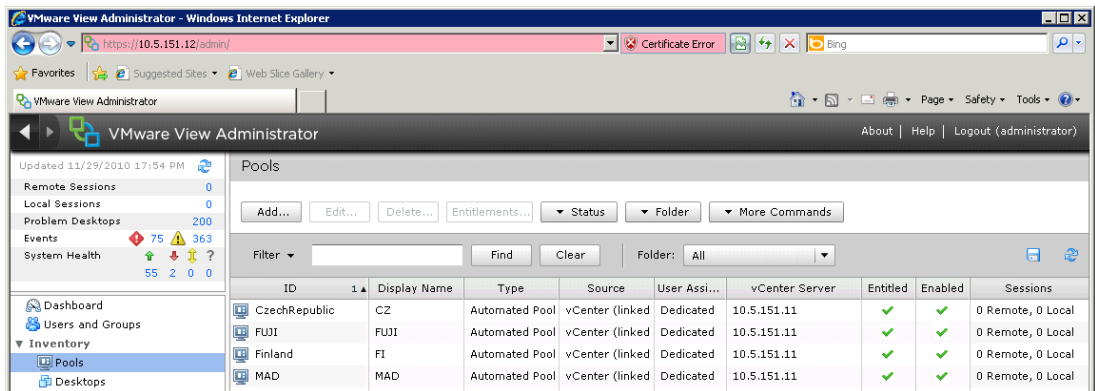 VMware View Administrator - Windows Internet Explorer
https://10.5.151.12/admin/ Certificate Error Bing
Favorites Suggested Sites Web Slice Gallery
VMware View Administrator Page Safety Tools
VMware View Administrator About | Help | Logout (administrator)
Updated 11/29/2010 17:54 PM
Remote Sessions 0
Local Sessions 0
Problem Desktops 200
Events 75 363
System Health ?
55 2 0 0
Dashboard
Users and Groups
Inventory
Pools
Desktops
Pools
Add... Edit... Delete... Entitlements... Status Folder More Commands
Filter Find Clear Folder: All
ID 1 Display Name Type Source User Assi... vCenter Server Entitled Enabled Sessions
CzechRepublic CZ Automated Pool vCenter (linked Dedicated 10.5.151.11 0 Remote, 0 Local
FUJI FUJI Automated Pool vCenter (linked Dedicated 10.5.151.11 0 Remote, 0 Local
Finland FI Automated Pool vCenter (linked Dedicated 10.5.151.11 0 Remote, 0 Local
MAD MAD Automated Pool vCenter (linked Dedicated 10.5.151.11 0 Remote, 0 Local